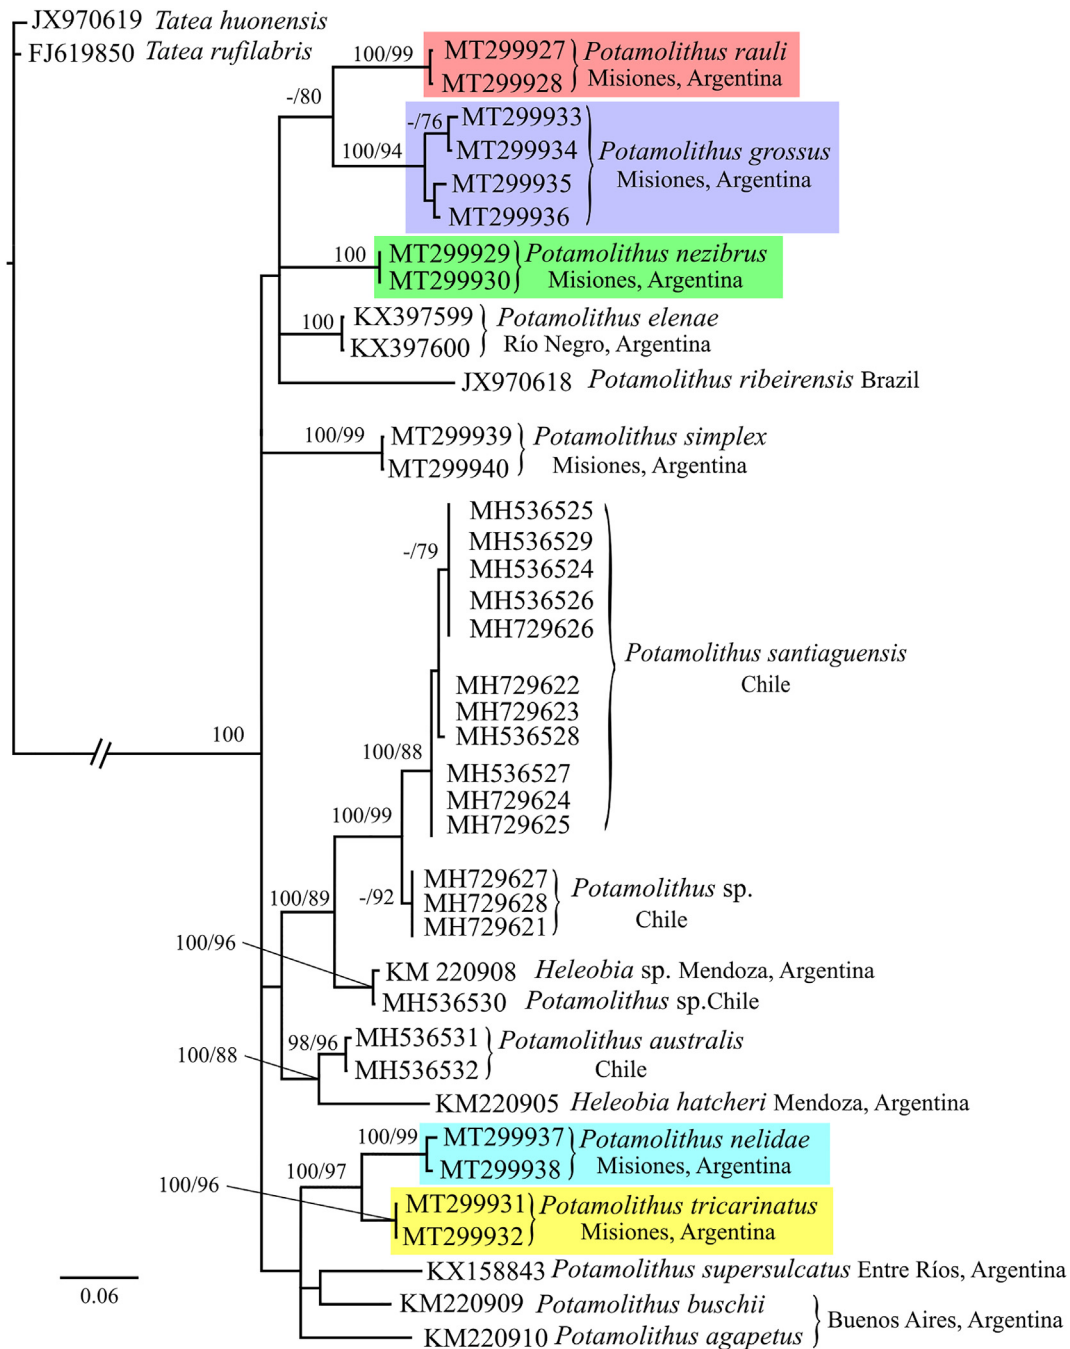 JX970619 Tatea huonensis
FJ619850 Tatea rufilabris
100/99
MT299927
MT299928
Potamolithus rauli
Misiones, Argentina
-/80
-/76
100/94
MT299933
MT299934
MT299935
MT299936
Potamolithus grossus
Misiones, Argentina
100
MT299929
MT299930
Potamolithus nezibrus
Misiones, Argentina
100
KX397599
KX397600
Potamolithus elenae
Río Negro, Argentina
JX970618 Potamolithus ribeirensis Brazil
100/99
MT299939
MT299940
Potamolithus simplex
Misiones, Argentina
-/79
MH536525
MH536529
MH536524
MH536526
MH729626
MH729622
MH729623
MH536528
MH536527
MH729624
MH729625
Potamolithus santiaguensis
Chile
100
100/88
100/99
100/89
-/92
MH729627
MH729628
MH729621
Potamolithus sp.
Chile
100/96
KM 220908 Heleobia sp. Mendoza, Argentina
MH536530 Potamolithus sp.Chile
98/96
100/88
MH536531
MH536532
Potamolithus australis
Chile
KM220905 Heleobia hatcheri Mendoza, Argentina
100/99
MT299937
MT299938
Potamolithus nelidae
Misiones, Argentina
100/97
100/96
MT299931
MT299932
Potamolithus tricarinatus
Misiones, Argentina
KX158843 Potamolithus supersulcatus Entre Ríos, Argentina
KM220909 Potamolithus buschii
KM220910 Potamolithus agapetus
Buenos Aires, Argentina
0.06